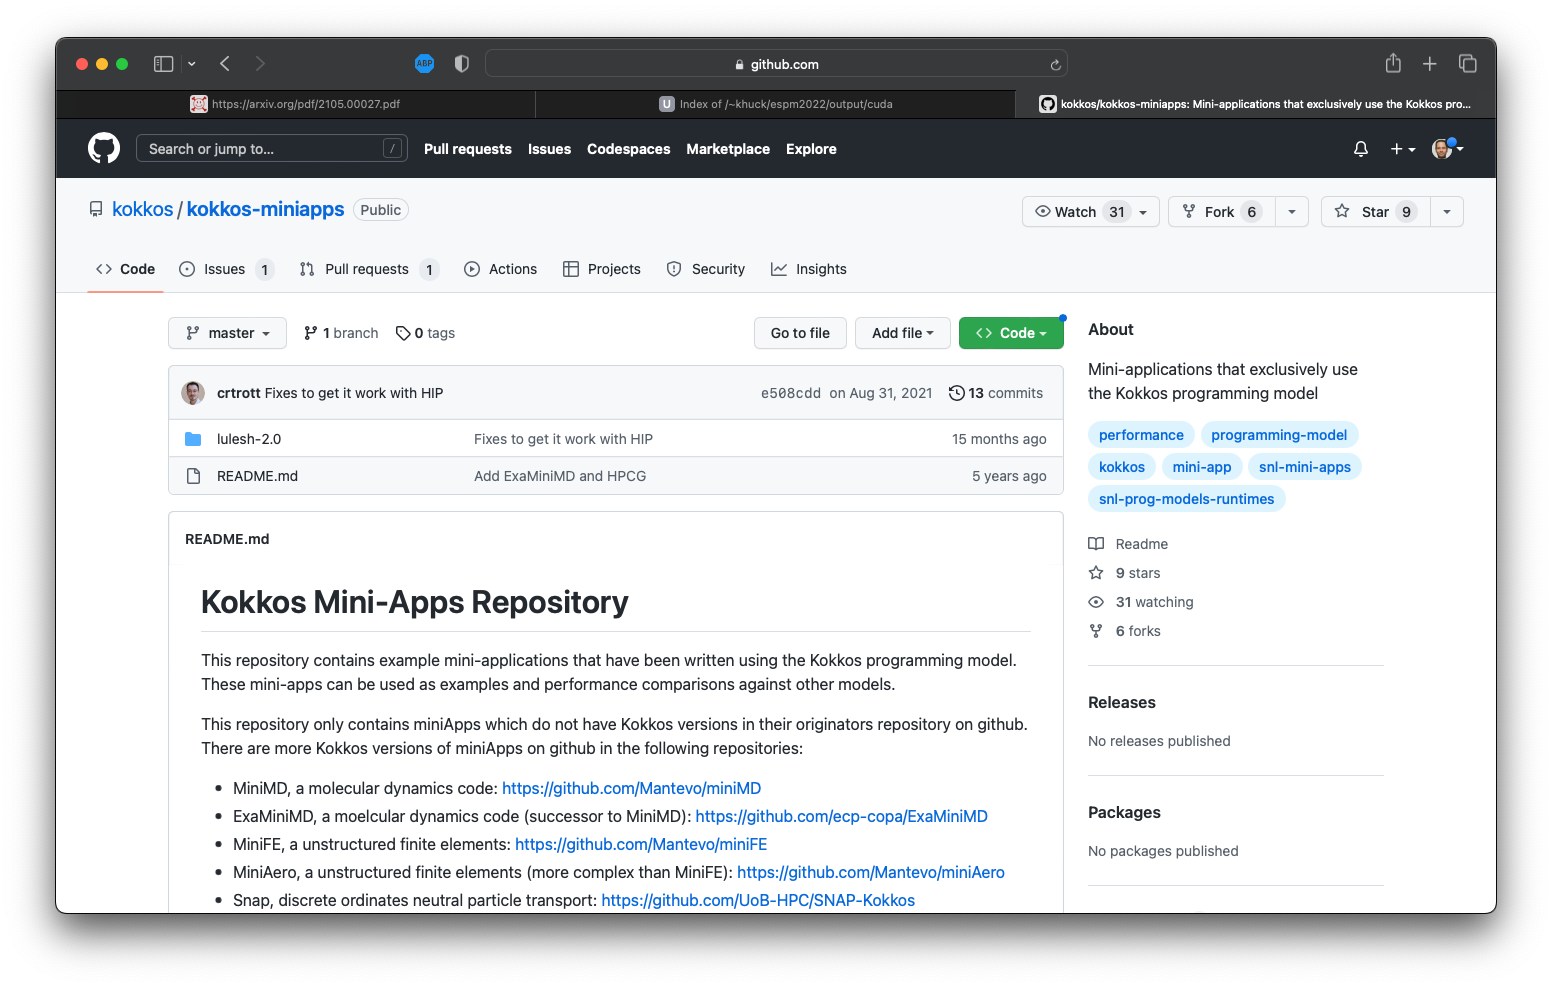 ABP
github.com
https://arxiv.org/pdf/2105.00027.pdf
U Index of /~khuck/espm2022/output/cuda
kokkos/kokkos-miniapps: Mini-applications that exclusively use the Kokkos pro...
Search or jump to... /
Pull requests Issues Codespaces Marketplace Explore
kokkos / kokkos-miniapps Public
Watch 31 Fork 6 Star 9
Code Issues 1 Pull requests 1 Actions Projects Security Insights
master 1 branch 0 tags Go to file Add file Code
crtrott Fixes to get it work with HIP e508cdd on Aug 31, 2021 13 commits
lulesh-2.0 Fixes to get it work with HIP 15 months ago
README.md Add ExaMiniMD and HPCG 5 years ago
README.md
Kokkos Mini-Apps Repository
This repository contains example mini-applications that have been written using the Kokkos programming model.
These mini-apps can be used as examples and performance comparisons against other models.
This repository only contains miniApps which do not have Kokkos versions in their originators repository on github.
There are more Kokkos versions of miniApps on github in the following repositories:
MiniMD, a molecular dynamics code: https://github.com/Mantevo/miniMD
ExaMiniMD, a moelcular dynamics code (successor to MiniMD): https://github.com/ecp-copa/ExaMiniMD
MiniFE, a unstructured finite elements: https://github.com/Mantevo/miniFE
MiniAero, a unstructured finite elements (more complex than MiniFE): https://github.com/Mantevo/miniAero
Snap, discrete ordinates neutral particle transport: https://github.com/UoB-HPC/SNAP-Kokkos
About
Mini-applications that exclusively use
the Kokkos programming model
performance programming-model
kokkos mini-app snl-mini-apps
snl-prog-models-runtimes
Readme
9 stars
31 watching
6 forks
Releases
No releases published
Packages
No packages published